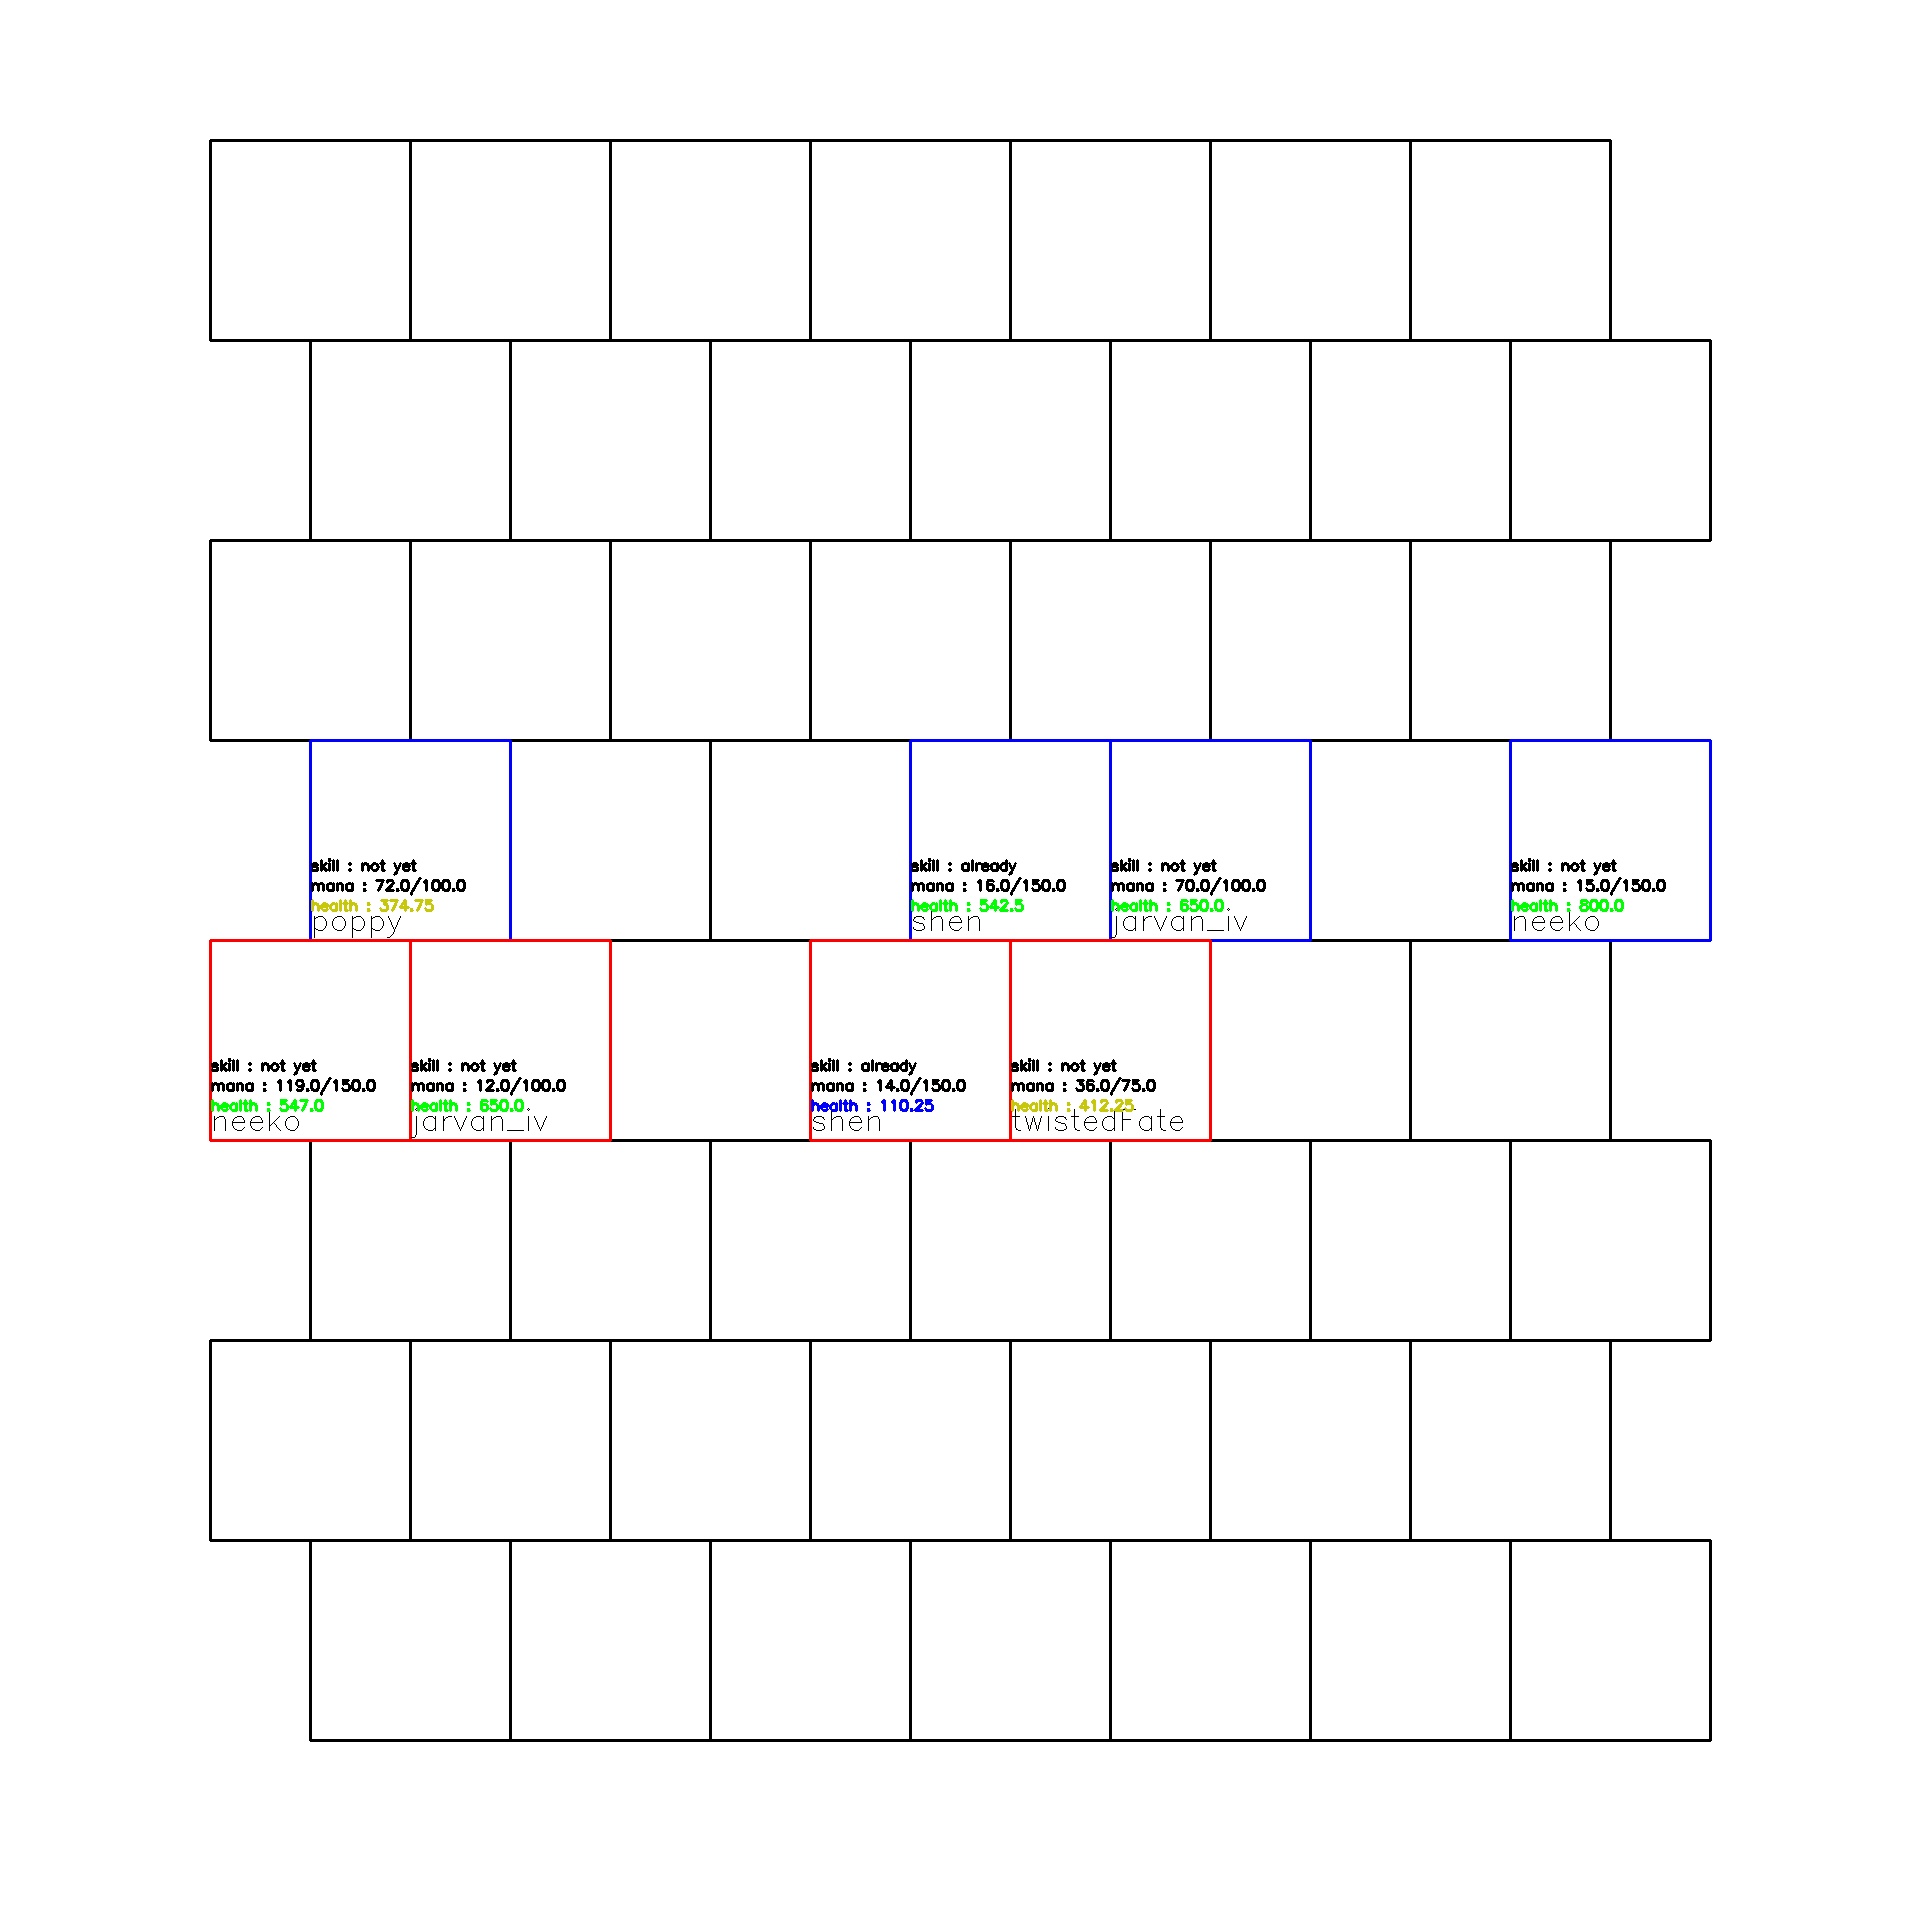 skill : not yet
mana : 72.0/100.0
health : 374.75
poppy
skill : already
mana : 16.0/150.0
health : 542.5
shen
skill : not yet
mana : 70.0/100.0
health : 650.0
jarvan_iv
skill : not yet
mana : 15.0/150.0
health : 800.0
neeko
skill : not yet
mana : 119.0/150.0
health : 547.0
neeko
skill : not yet
mana : 12.0/100.0
health : 650.0
jarvan_iv
skill : already
mana : 14.0/150.0
health : 110.25
shen
skill : not yet
mana : 36.0/75.0
health : 412.25
twistedFate